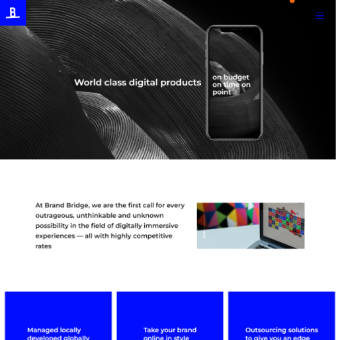 B
World class digital products
on budget
on time on
point
At Brand Bridge, we are the first call for every
outrageous, unthinkable and unknown
possibility in the field of digitally immersive
experiences — all with highly competitive
rates
Managed locally
developed globally
Take your brand
online in style
Outsourcing solutions
to give you an edge